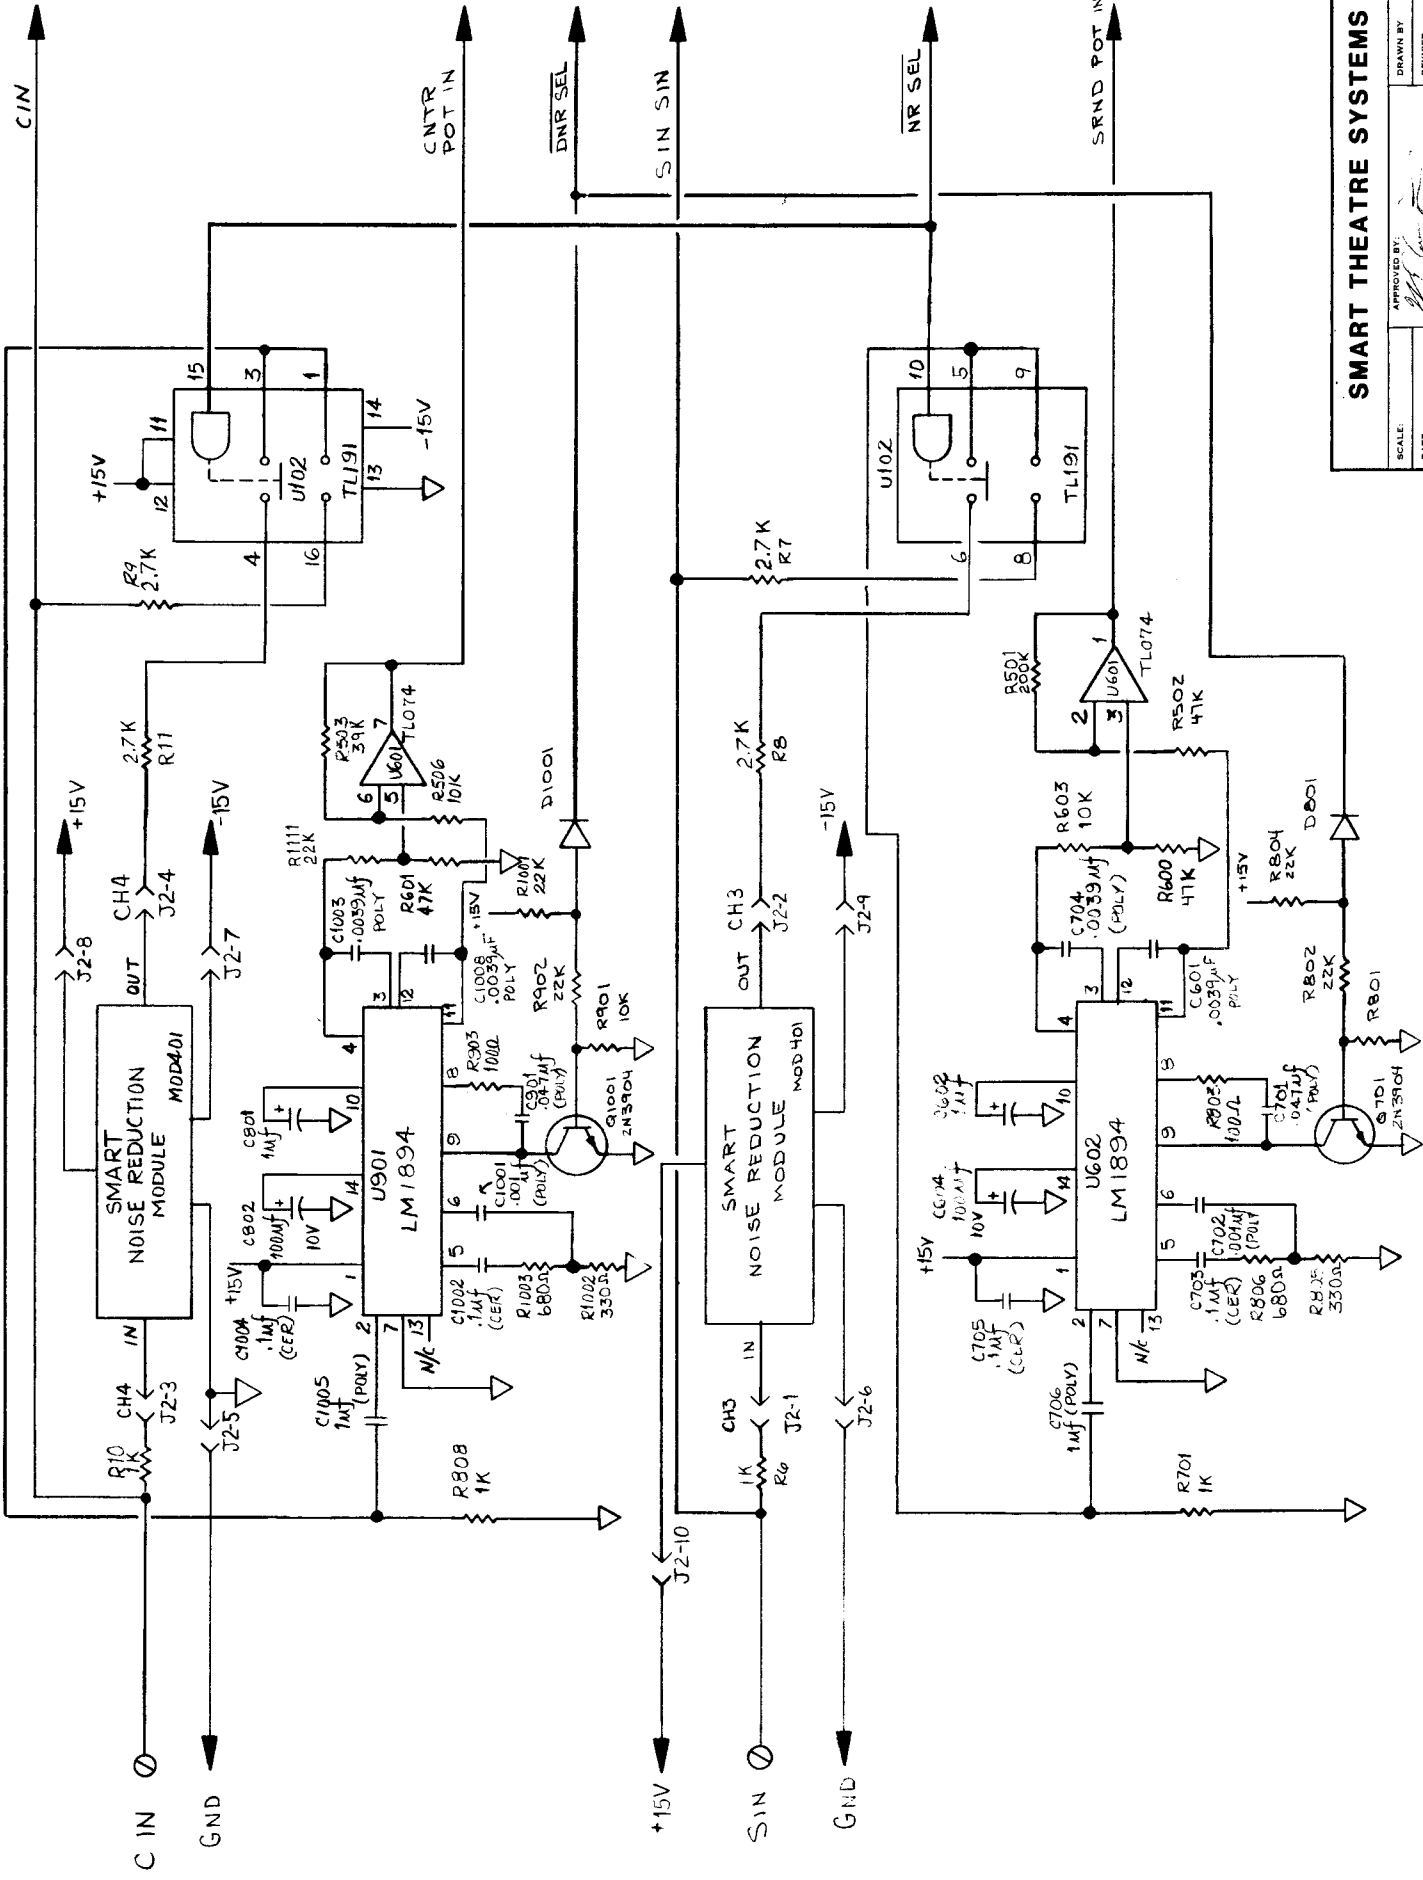 C IN
CNTR
POT IN
DNR SEL
SIN SIN
NR SEL
SRND POT IN
SMART THEATRE SYSTEMS
SCALE:
APPROVED BY:
DRAWN BY
+15V
11
12
15
3
1
4
16
U102
TL191
13
14
-15V
R9
2.7K
2.7K
R11
+15V
J2-8
CH4
J2-4
OUT
-15V
J2-7
SMART
NOISE REDUCTION
MODULE
MOD401
IN
CH4
J2-3
R10
1K
J2-5
C IN
GND
R503
39K
6
5
7
U601
TL074
R506
10K
R1111
22K
C1003
.0039µf
POLY
R601
47K
C1008
.0039µF
POLY
+15V
R1001
22K
D1001
R902
22K
R901
10K
Q1001
2N3904
C801
1µf
C802
100µf
10V
+15V
C1004
.1µf
(CER)
U901
LM1894
4
3
12
11
10
14
1
8
9
6
5
2
7
13
N/C
R903
100Ω
C901
.047µf
(POLY)
C1001
.001
µf
(POLY)
C1002
.1µf
(CER)
R1003
680Ω
R1002
330Ω
C1005
1µf
(POLY)
R808
1K
U102
TL191
10
5
9
6
8
2.7K
R7
2.7K
R8
CH3
J2-2
OUT
-15V
J2-9
SMART
NOISE REDUCTION
MODULE
MOD401
IN
CH3
J2-1
1K
R6
J2-6
J2-10
+15V
SIN
GND
R501
200K
2
3
1
U601
TL074
R502
47K
R603
10K
C704
.0039µf
(POLY)
R600
47K
C601
.0039µF
POLY
+15V
R804
22K
D801
R802
22K
R801
Q701
2N3904
1µf
C604
100µf
10V
+15V
C705
.1µf
(CER)
U602
LM1894
4
3
12
11
10
14
1
8
9
6
5
2
7
13
N/C
R803
100Ω
C701
.047µf
(POLY)
C702
.001µf
(POLY)
C703
.1µf
(CER)
R806
680Ω
R805
330Ω
C706
1µf (POLY)
R701
1K